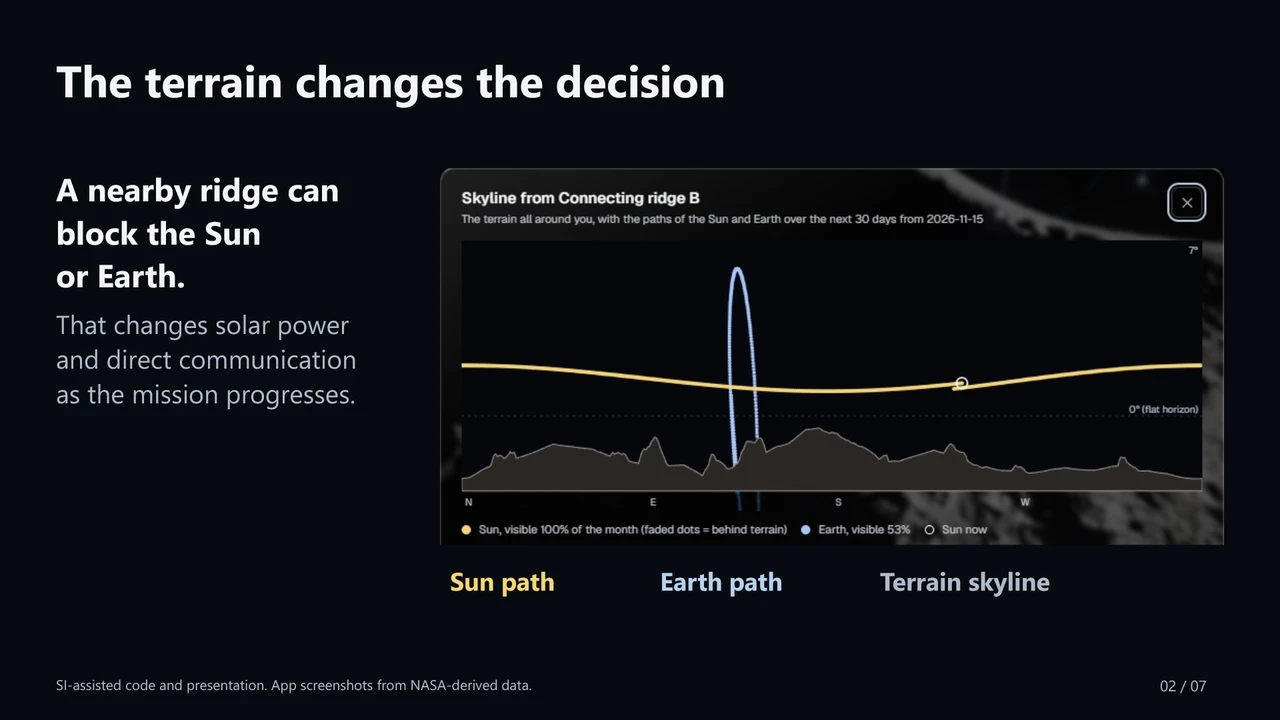 The terrain changes the decision
A nearby ridge can
block the Sun
or Earth.
That changes solar power
and direct communication
as the mission progresses.
Skyline from Connecting ridge B
The terrain all around you, with the paths of the Sun and Earth over the next 30 days from 2026-11-15
7°
0° (flat horizon)
N E S W
Sun, visible 100% of the month (faded dots = behind terrain) Earth, visible 53% Sun now
Sun path Earth path Terrain skyline
SI-assisted code and presentation. App screenshots from NASA-derived data.
02 / 07